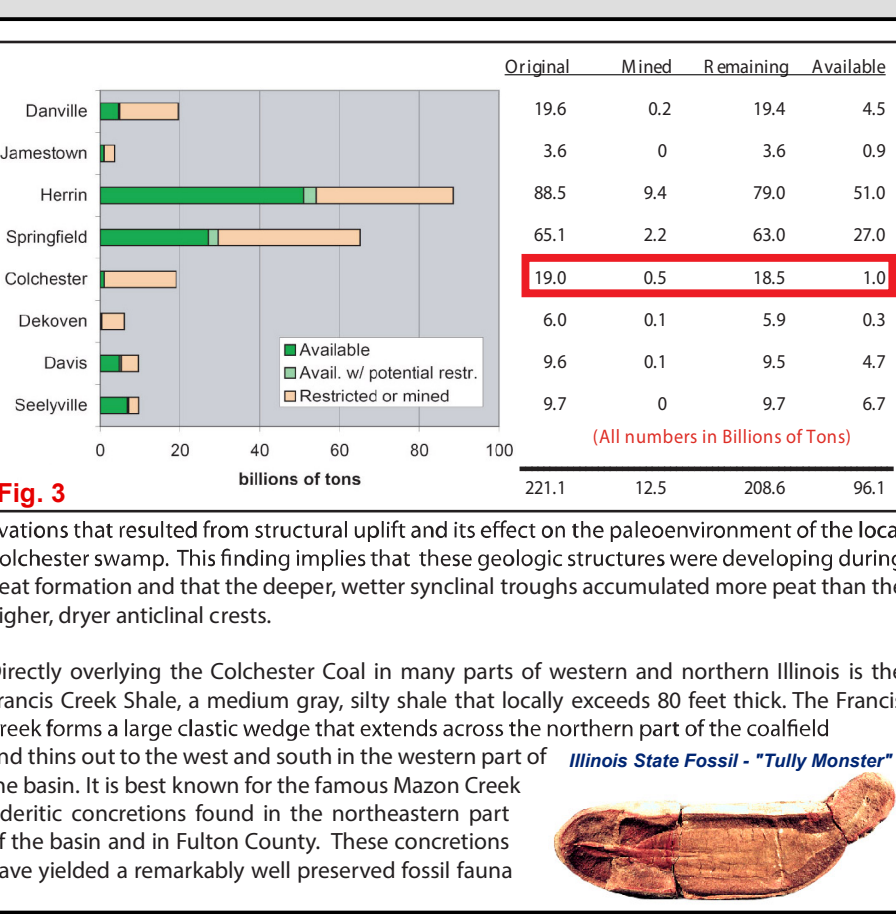 Original Mined Remaining Available
Danville 19.6 0.2 19.4 4.5
Jamestown 3.6 0 3.6 0.9
Herrin 88.5 9.4 79.0 51.0
Springfield 65.1 2.2 63.0 27.0
Colchester 19.0 0.5 18.5 1.0
Dekoven 6.0 0.1 5.9 0.3
Davis 9.6 0.1 9.5 4.7
Seelyville 9.7 0 9.7 6.7
Available
Avail. w/ potential restr.
Restricted or mined
(All numbers in Billions of Tons)
0 20 40 60 80 100
billions of tons
Fig. 3
221.1 12.5 208.6 96.1
vations that resulted from structural uplift and its effect on the paleoenvironment of the loca
olchester swamp. This finding implies that these geologic structures were developing during
eat formation and that the deeper, wetter synclinal troughs accumulated more peat than the
igher, dryer anticlinal crests.
Directly overlying the Colchester Coal in many parts of western and northern Illinois is the
rancis Creek Shale, a medium gray, silty shale that locally exceeds 80 feet thick. The Francis
reek forms a large clastic wedge that extends across the northern part of the coalfield
nd thins out to the west and south in the western part of
he basin. It is best known for the famous Mazon Creek
ideritic concretions found in the northeastern part
f the basin and in Fulton County. These concretions
ave yielded a remarkably well preserved fossil fauna
Illinois State Fossil - "Tully Monster"